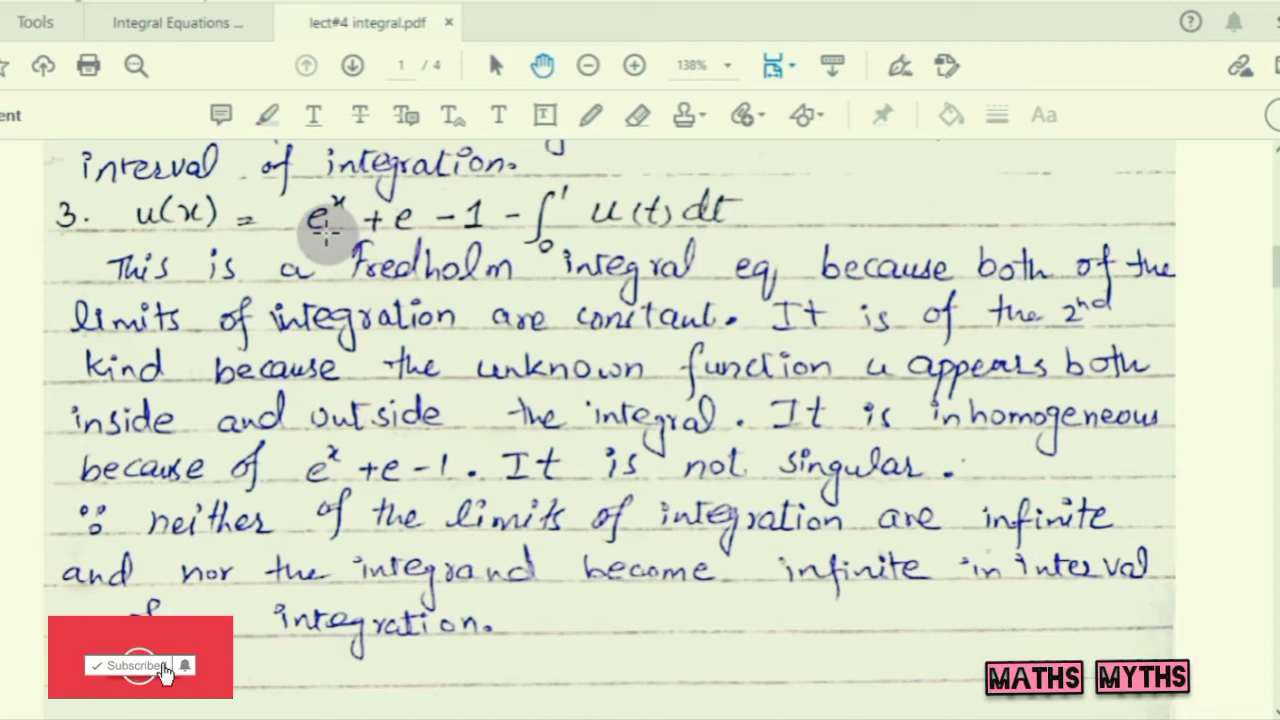 Tools Integral Equations ... lect#4 integral.pdf ×
1 / 4 138%
ent T T T T Aa
interval of integration.
3. u(x) = e^x + e - 1 - ∫₀¹ u(t) dt
This is a Fredholm integral eq because both of the
limits of integration are constant. It is of the 2nd
kind because the unknown function u appears both
inside and outside the integral. It is inhomogeneous
because of e^x + e - 1. It is not singular.
∵ neither of the limits of integration are infinite
and nor the integrand become infinite in interval
of integration.
Subscribed
MATHS MYTHS